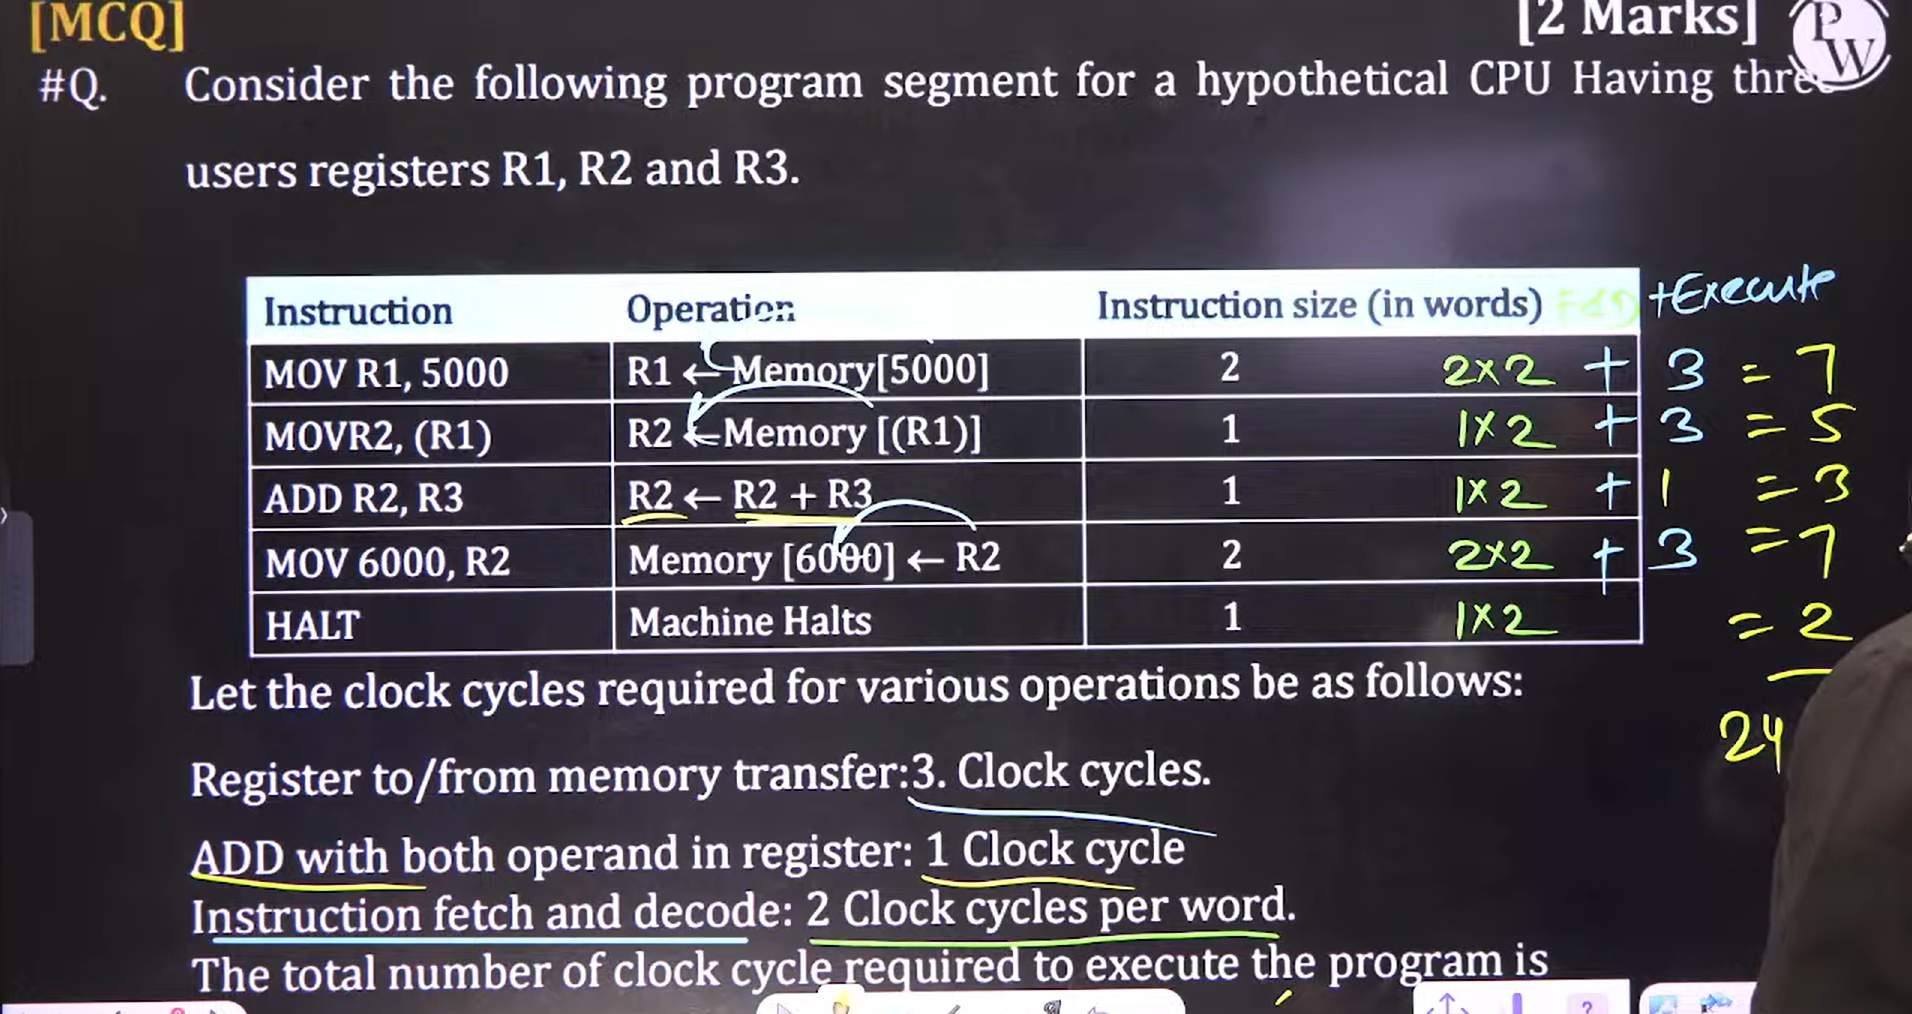 [MCQ] [2 Marks]
PW
#Q. Consider the following program segment for a hypothetical CPU Having thre
users registers R1, R2 and R3.
Instruction Operation Instruction size (in words) +Execute
MOV R1, 5000 R1 ← Memory[5000] 2 2×2 + 3 = 7
MOVR2, (R1) R2 ← Memory [(R1)] 1 1×2 + 3 = 5
ADD R2, R3 R2 ← R2 + R3 1 1×2 + 1 = 3
MOV 6000, R2 Memory [6000] ← R2 2 2×2 + 3 = 7
HALT Machine Halts 1 1×2 = 2
24
Let the clock cycles required for various operations be as follows:
Register to/from memory transfer:3. Clock cycles.
ADD with both operand in register: 1 Clock cycle
Instruction fetch and decode: 2 Clock cycles per word.
The total number of clock cycle required to execute the program is